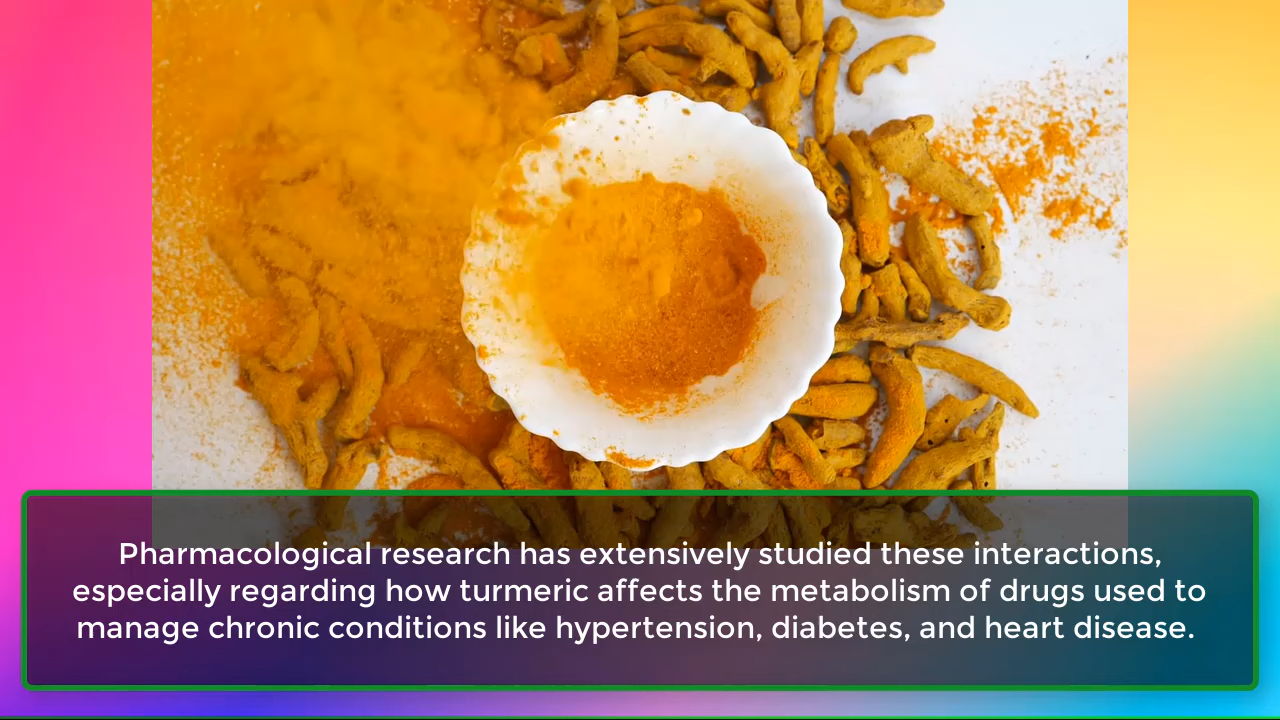 Pharmacological research has extensively studied these interactions,
especially regarding how turmeric affects the metabolism of drugs used to
manage chronic conditions like hypertension, diabetes, and heart disease.